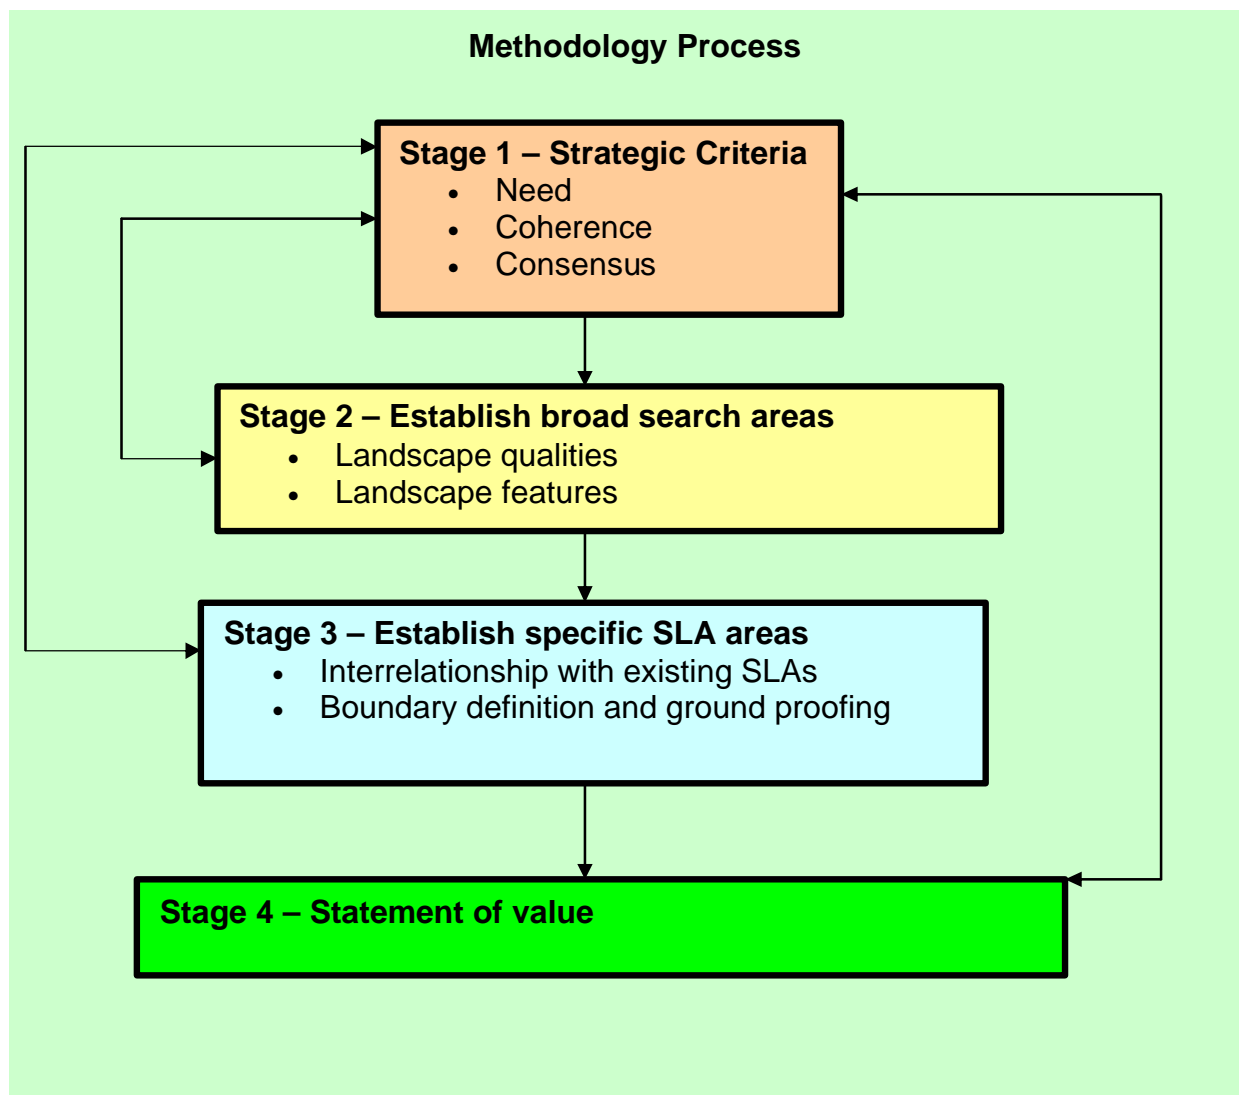 Methodology Process
Stage 1 – Strategic Criteria
• Need
• Coherence
• Consensus
Stage 2 – Establish broad search areas
• Landscape qualities
• Landscape features
Stage 3 – Establish specific SLA areas
• Interrelationship with existing SLAs
• Boundary definition and ground proofing
Stage 4 – Statement of value